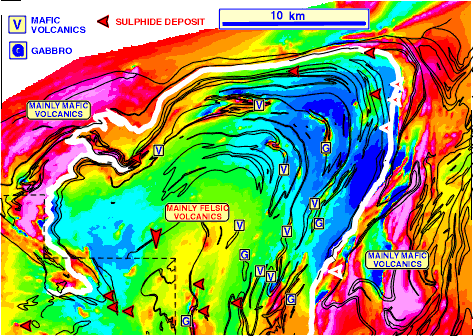 V MAFIC
VOLCANICS
SULPHIDE DEPOSIT
10 km
G GABBRO
MAINLY MAFIC
VOLCANICS
V
V
G
V
MAINLY FELSIC
VOLCANICS
V
V
G
V
G
MAINLY MAFIC
VOLCANICS
V
V
G
G